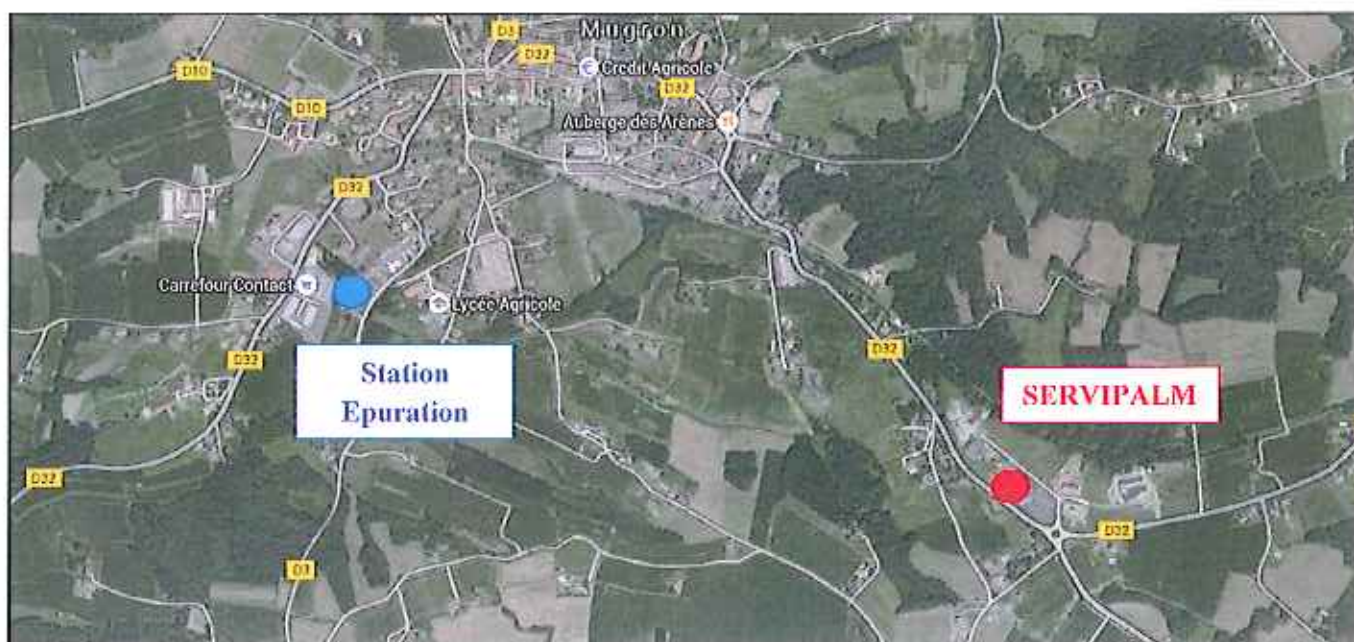 Mugron
D3
D32
Crédit Agricole
D10
D32
D10
Auberge des Arènes
D32
Carrefour Contact
Lycée Agricole
D32
D32
Station
Epuration
SERVIPALM
D32
D32
D3